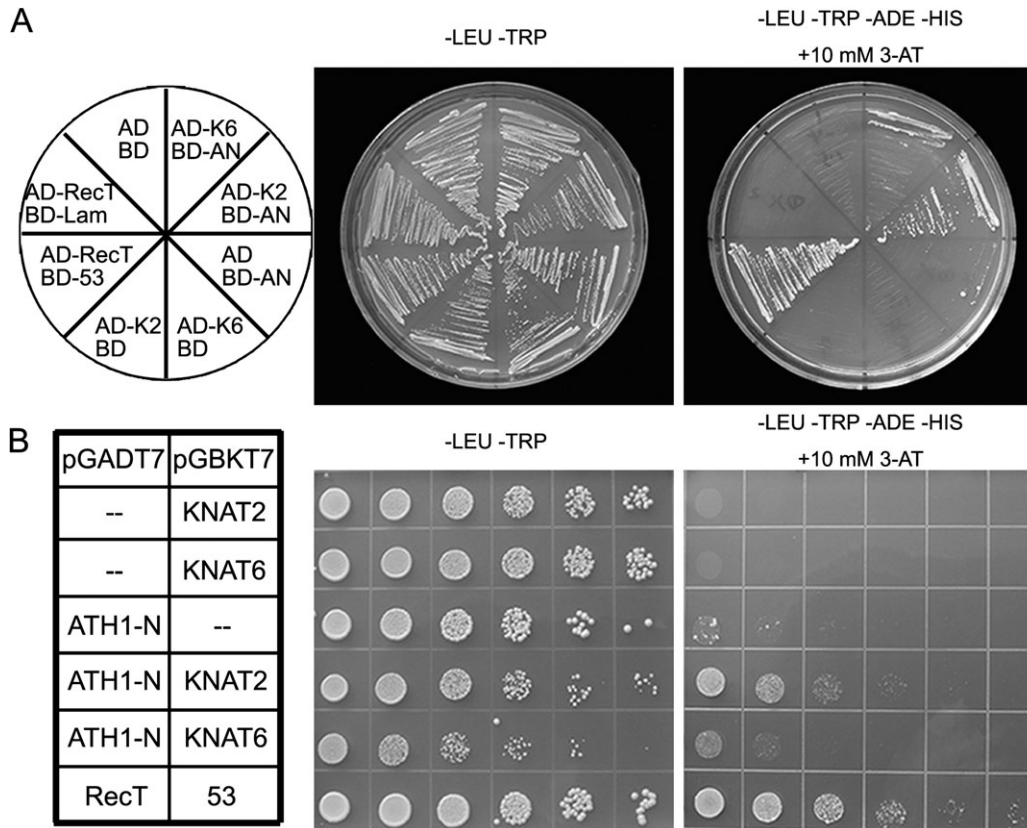 A
-LEU -TRP
-LEU -TRP -ADE -HIS
+10 mM 3-AT
AD
BD
AD-K6
BD-AN
AD-RecT
BD-Lam
AD-K2
BD-AN
AD-RecT
BD-53
AD
BD-AN
AD-K2
BD
AD-K6
BD
B
-LEU -TRP
-LEU -TRP -ADE -HIS
+10 mM 3-AT
pGADT7 pGBKT7
-- KNAT2
-- KNAT6
ATH1-N --
ATH1-N KNAT2
ATH1-N KNAT6
RecT 53